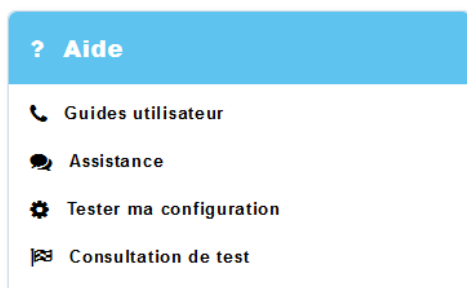 ? Aide
Guides utilisateur
Assistance
Tester ma configuration
Consultation de test